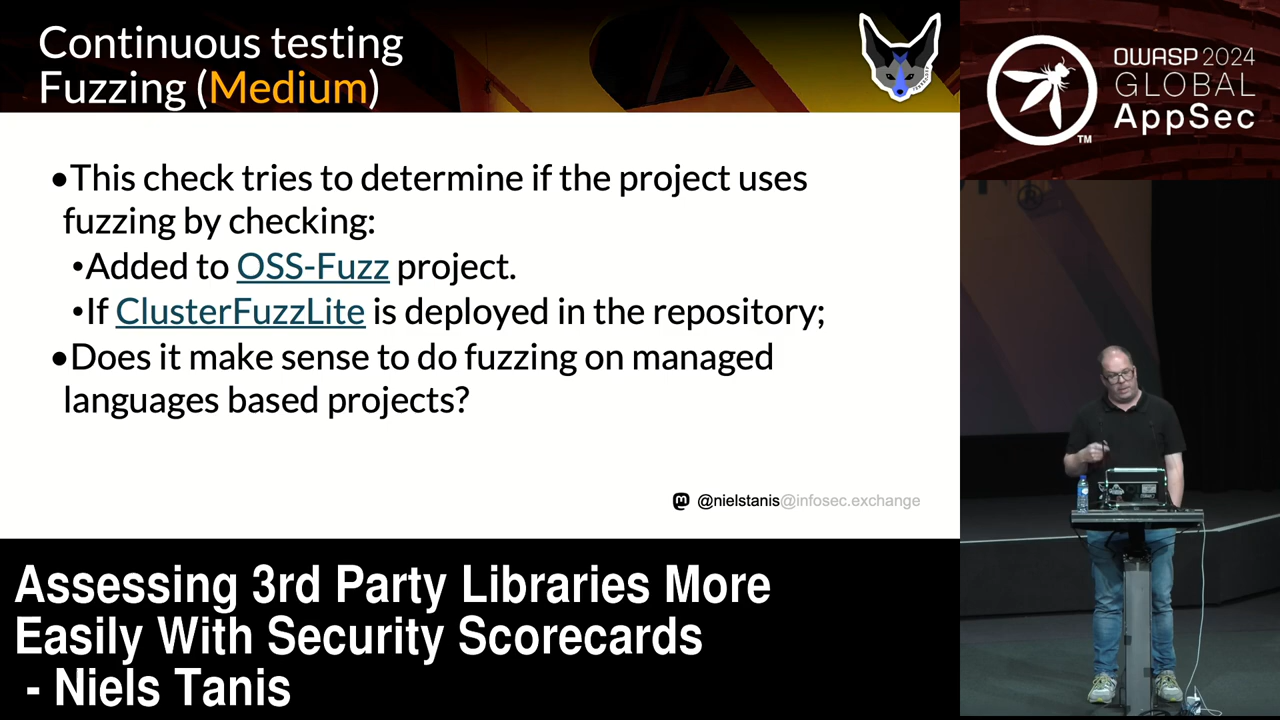 Continuous testing
Fuzzing (Medium)
OWASP 2024
GLOBAL
AppSec
TM
•This check tries to determine if the project uses
fuzzing by checking:
•Added to OSS-Fuzz project.
•If ClusterFuzzLite is deployed in the repository;
•Does it make sense to do fuzzing on managed
languages based projects?
@nielstanis@infosec.exchange
Assessing 3rd Party Libraries More
Easily With Security Scorecards
- Niels Tanis